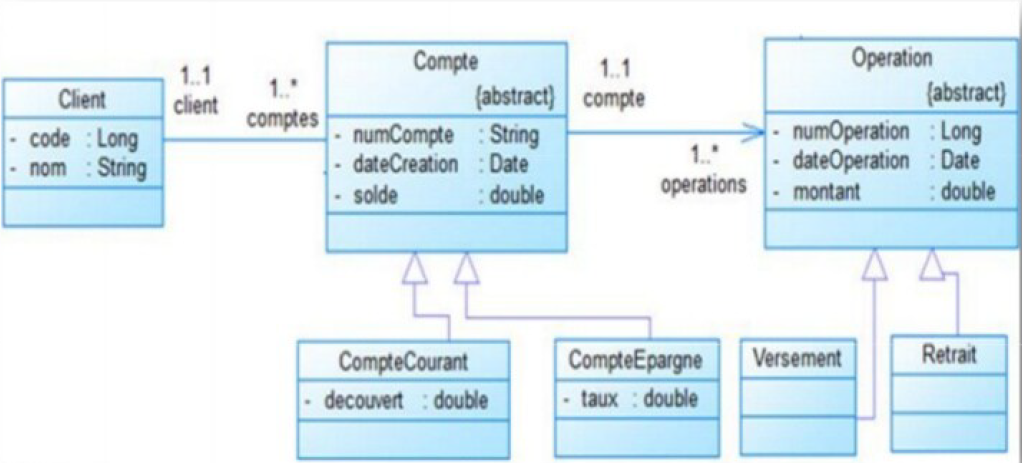 Client
- code : Long
- nom : String
1..1
client
1..*
comptes
Compte
{abstract}
- numCompte : String
- dateCreation : Date
- solde : double
1..1
compte
1..*
operations
Operation
{abstract}
- numOperation : Long
- dateOperation : Date
- montant : double
CompteCourant
- decouvert : double
CompteEpargne
- taux : double
Versement
Retrait